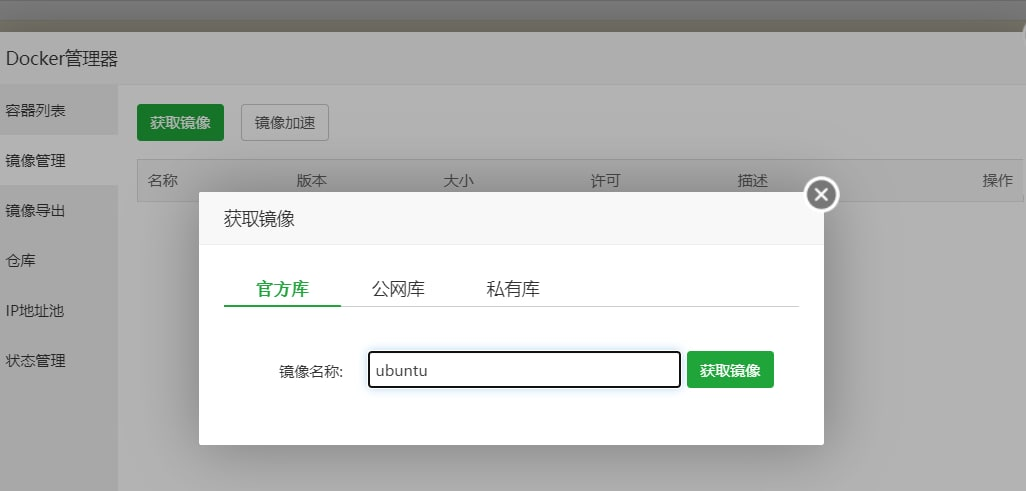 Docker管理器
容器列表
镜像管理
镜像导出
仓库
IP地址池
状态管理
获取镜像 镜像加速
名称 版本 大小 许可 描述 操作
获取镜像
官方库 公网库 私有库
镜像名称: ubuntu 获取镜像